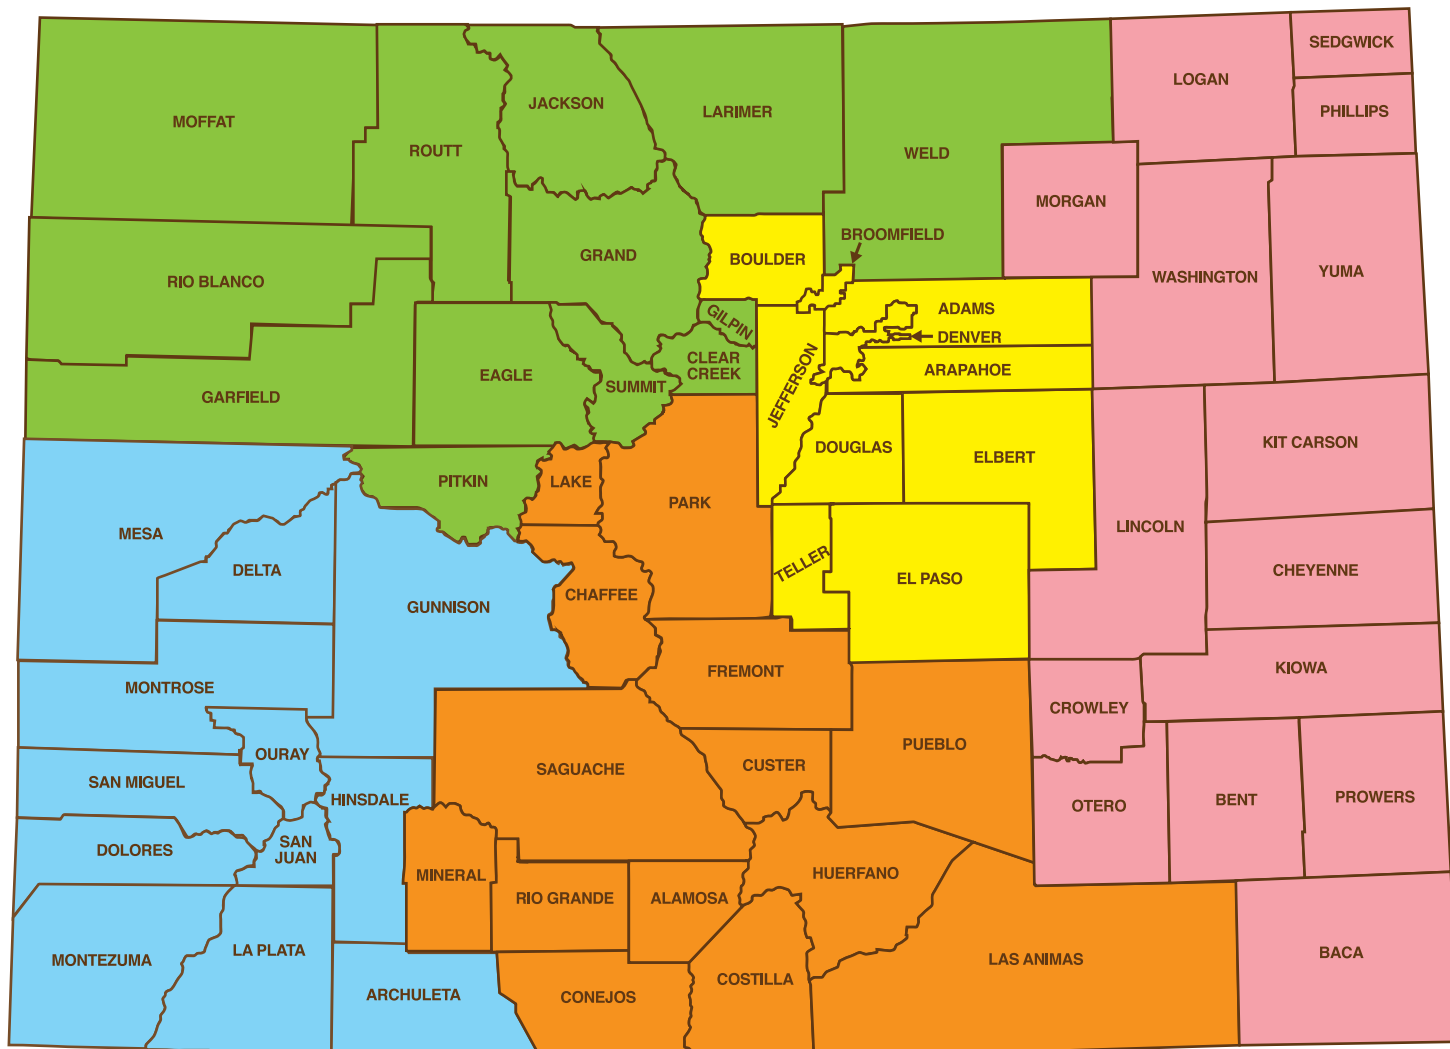 SEDGWICK
LOGAN
JACKSON
LARIMER
PHILLIPS
MOFFAT
ROUTT
WELD
MORGAN
BROOMFIELD
GRAND
BOULDER
YUMA
WASHINGTON
RIO BLANCO
ADAMS
GILPIN
DENVER
CLEAR
CREEK
ARAPAHOE
EAGLE
SUMMIT
JEFFERSON
GARFIELD
KIT CARSON
DOUGLAS
ELBERT
PITKIN
LAKE
PARK
LINCOLN
MESA
DELTA
TELLER
EL PASO
CHEYENNE
GUNNISON
CHAFFEE
FREMONT
KIOWA
MONTROSE
CROWLEY
PUEBLO
OURAY
SAGUACHE
CUSTER
SAN MIGUEL
HINSDALE
OTERO
BENT
PROWERS
DOLORES
SAN
JUAN
MINERAL
HUERFANO
RIO GRANDE
ALAMOSA
MONTEZUMA
LA PLATA
BACA
LAS ANIMAS
COSTILLA
ARCHULETA
CONEJOS